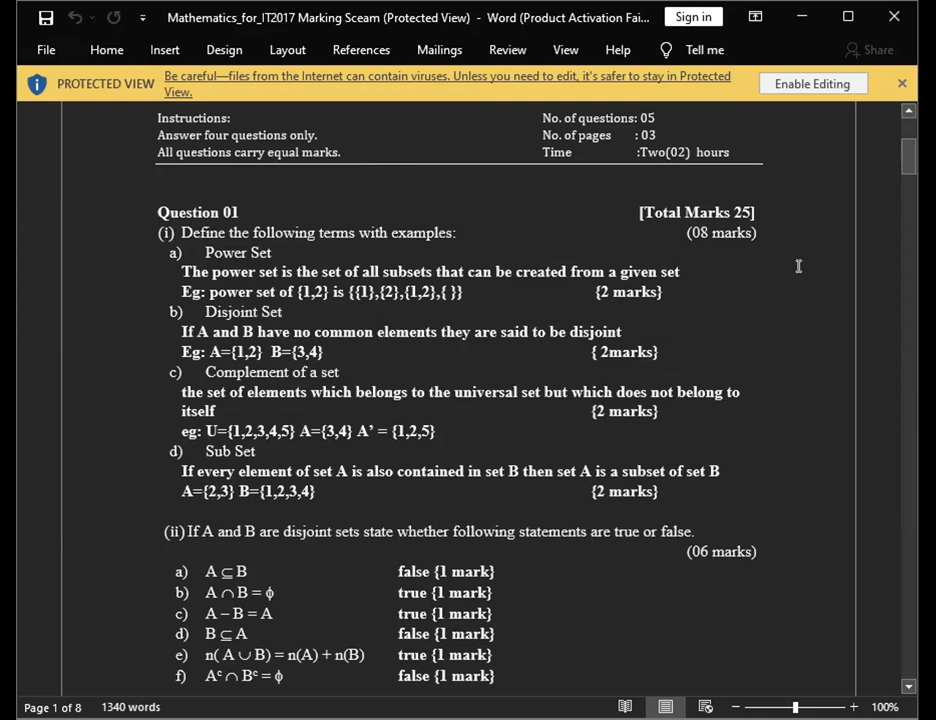 Mathematics_for_IT2017 Marking Sceam (Protected View) - Word (Product Activation Fai...
Sign in
File Home Insert Design Layout References Mailings Review View Help Tell me Share
PROTECTED VIEW Be careful—files from the Internet can contain viruses. Unless you need to edit, it's safer to stay in Protected
View.
Enable Editing
Instructions: No. of questions: 05
Answer four questions only. No. of pages : 03
All questions carry equal marks. Time :Two(02) hours
Question 01 [Total Marks 25]
(i) Define the following terms with examples: (08 marks)
a) Power Set
The power set is the set of all subsets that can be created from a given set
Eg: power set of {1,2} is {{1},{2},{1,2},{ }} {2 marks}
b) Disjoint Set
If A and B have no common elements they are said to be disjoint
Eg: A={1,2} B={3,4} { 2marks}
c) Complement of a set
the set of elements which belongs to the universal set but which does not belong to
itself {2 marks}
eg: U={1,2,3,4,5} A={3,4} A’ = {1,2,5}
d) Sub Set
If every element of set A is also contained in set B then set A is a subset of set B
A={2,3} B={1,2,3,4} {2 marks}
(ii) If A and B are disjoint sets state whether following statements are true or false.
(06 marks)
a) A ⊆ B false {1 mark}
b) A ∩ B = ϕ true {1 mark}
c) A – B = A true {1 mark}
d) B ⊆ A false {1 mark}
e) n( A ∪ B) = n(A) + n(B) true {1 mark}
f) Aᶜ ∩ Bᶜ = ϕ false {1 mark}
Page 1 of 8 1340 words 100%